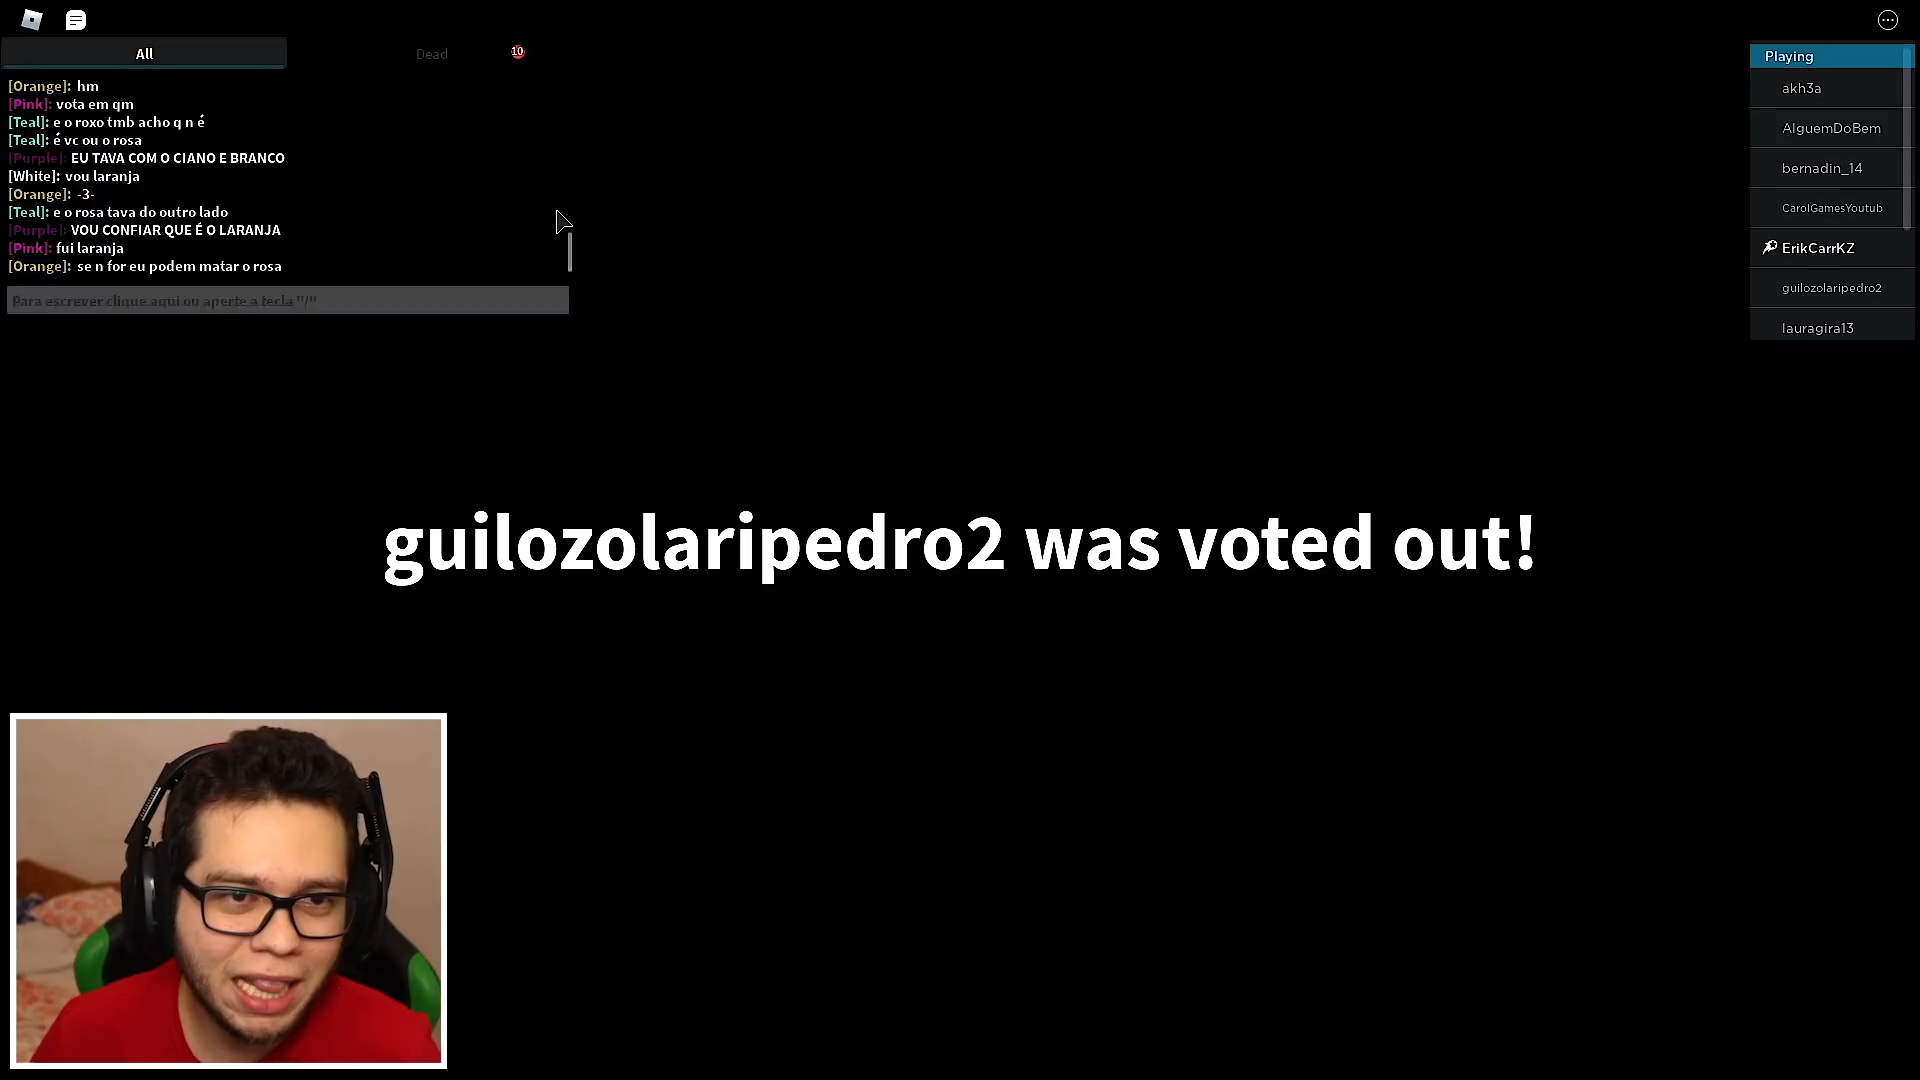 All
Dead
10
[Orange]: hm
[Pink]: vota em qm
[Teal]: e o roxo tmb acho q n é
[Teal]: é vc ou o rosa
[Purple]: EU TAVA COM O CIANO E BRANCO
[White]: vou laranja
[Orange]: -3-
[Teal]: e o rosa tava do outro lado
[Purple]: VOU CONFIAR QUE É O LARANJA
[Pink]: fui laranja
[Orange]: se n for eu podem matar o rosa
Para escrever clique aqui ou aperte a tecla "/"
Playing
akh3a
AlguemDoBem
bernadin_14
CarolGamesYoutub
ErikCarrKZ
guilozolaripedro2
lauragira13
guilozolaripedro2 was voted out!